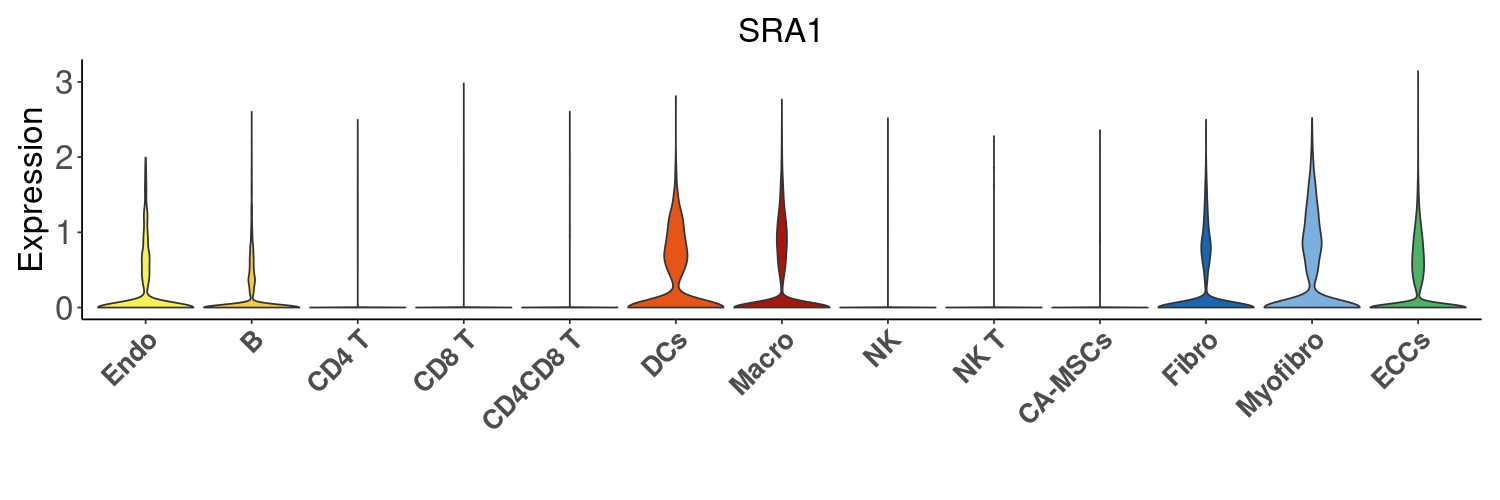 SRA1
Expression
3
2
1
0
Endo
B
CD4 T
CD8 T
CD4CD8 T
DCs
Macro
NK
NK T
CA-MSCs
Fibro
Myofibro
ECCs